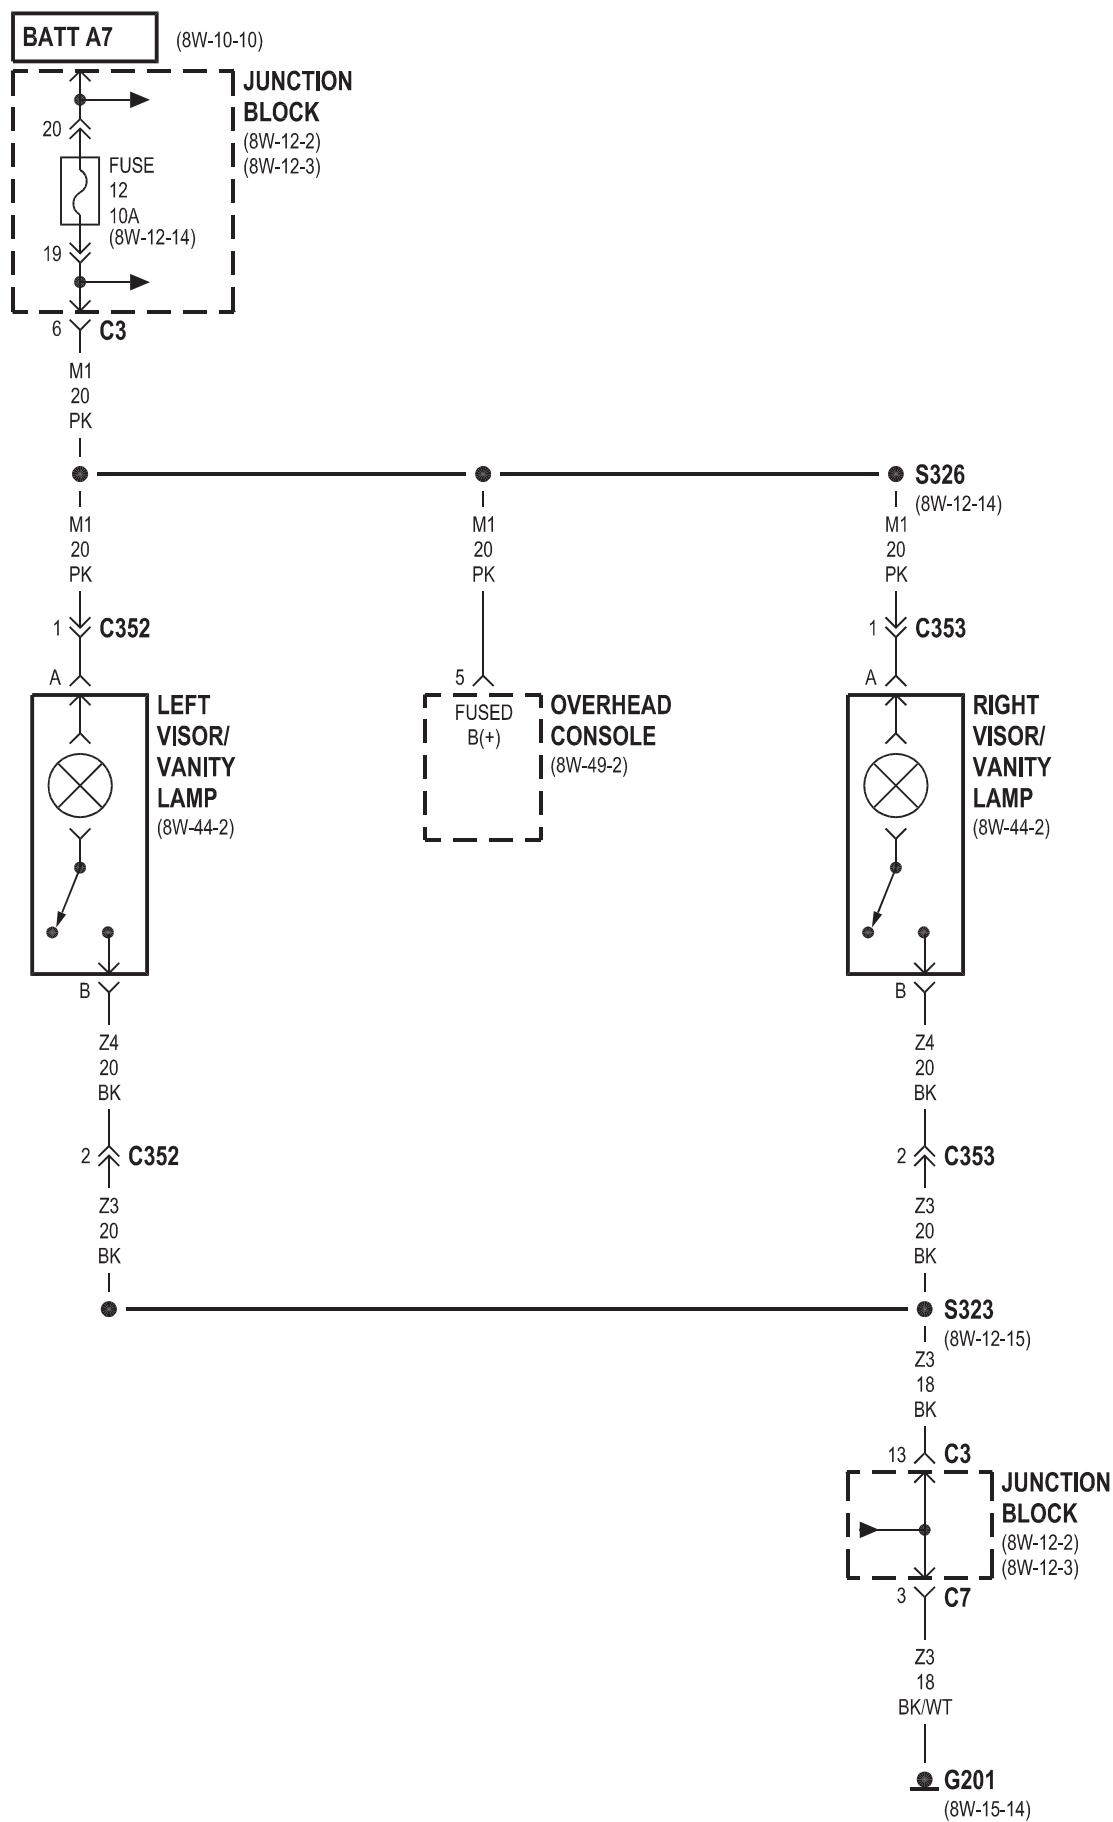 BATT A7
(8W-10-10)
JUNCTION
BLOCK
(8W-12-2)
(8W-12-3)
20
FUSE
12
10A
(8W-12-14)
19
6
C3
M1
20
PK
S326
(8W-12-14)
M1
20
PK
M1
20
PK
M1
20
PK
1
C352
1
C353
A
5
A
LEFT
VISOR/
VANITY
LAMP
(8W-44-2)
FUSED
B(+)
OVERHEAD
CONSOLE
(8W-49-2)
RIGHT
VISOR/
VANITY
LAMP
(8W-44-2)
B
B
Z4
20
BK
Z4
20
BK
2
C352
2
C353
Z3
20
BK
Z3
20
BK
S323
(8W-12-15)
Z3
18
BK
13
C3
JUNCTION
BLOCK
(8W-12-2)
(8W-12-3)
3
C7
Z3
18
BK/WT
G201
(8W-15-14)